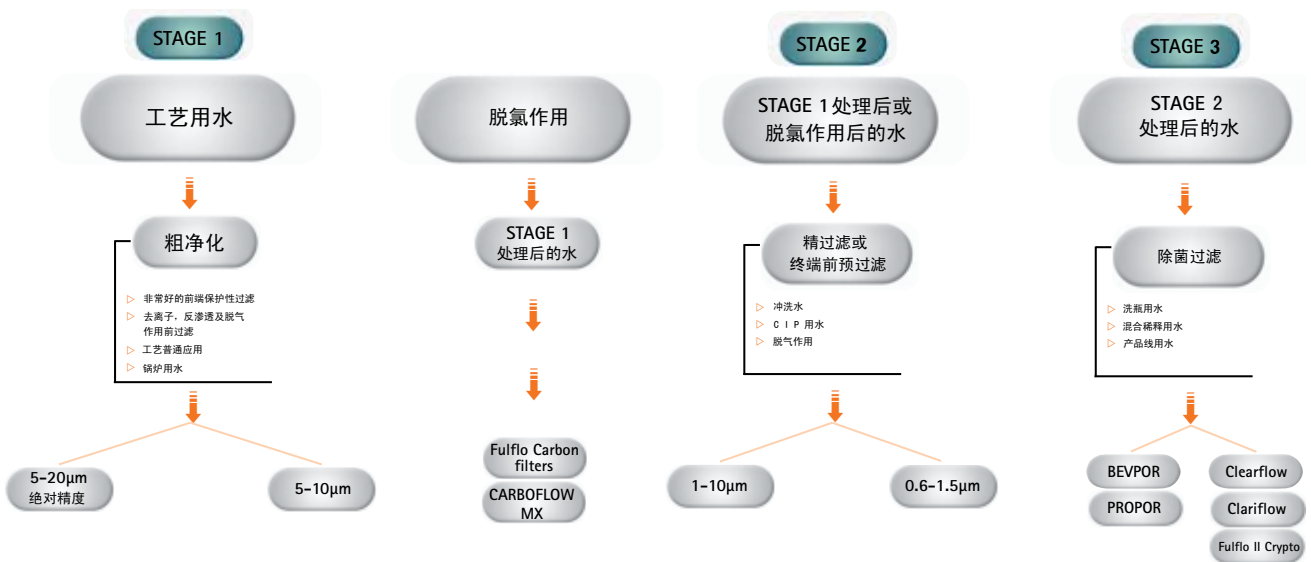 STAGE 1
工艺用水
粗净化
非常好的前端保护性过滤
去离子，反渗透及脱气
作用前过滤
工艺普通应用
锅炉用水
5-20µm
绝对精度
5-10µm
脱氯作用
STAGE 1
处理后的水
Fulflo Carbon
filters
CARBOFLOW
MX
STAGE 2
STAGE 1处理后或
脱氯作用后的水
精过滤或
终端前预过滤
冲洗水
C I P 用水
脱气作用
1-10µm
0.6-1.5µm
STAGE 3
STAGE 2
处理后的水
除菌过滤
洗瓶用水
混合稀释用水
产品线用水
BEVPOR
PROPOR
Clearflow
Clariflow
Fulflo II Crypto